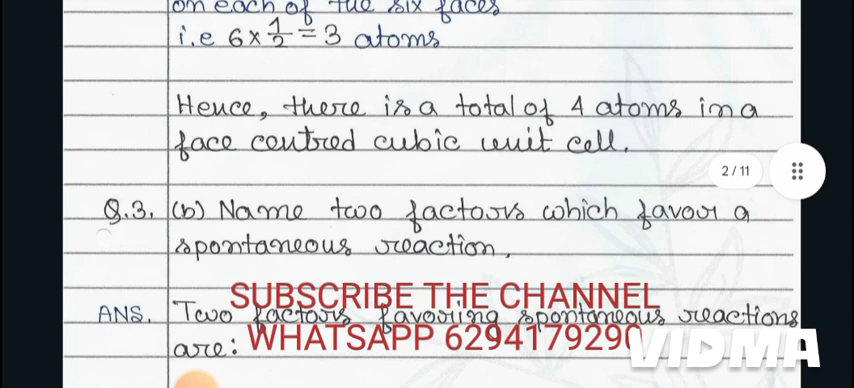 on each of the six faces
i.e 6 x 1/2 = 3 atoms
Hence, there is a total of 4 atoms in a
face centred cubic unit cell.
2 / 11
Q.3. (b) Name two factors which favour a
spontaneous reaction.
SUBSCRIBE THE CHANNEL
ANS. Two factors favouring spontaneous reactions
are:
WHATSAPP 6294179290
VIDMA